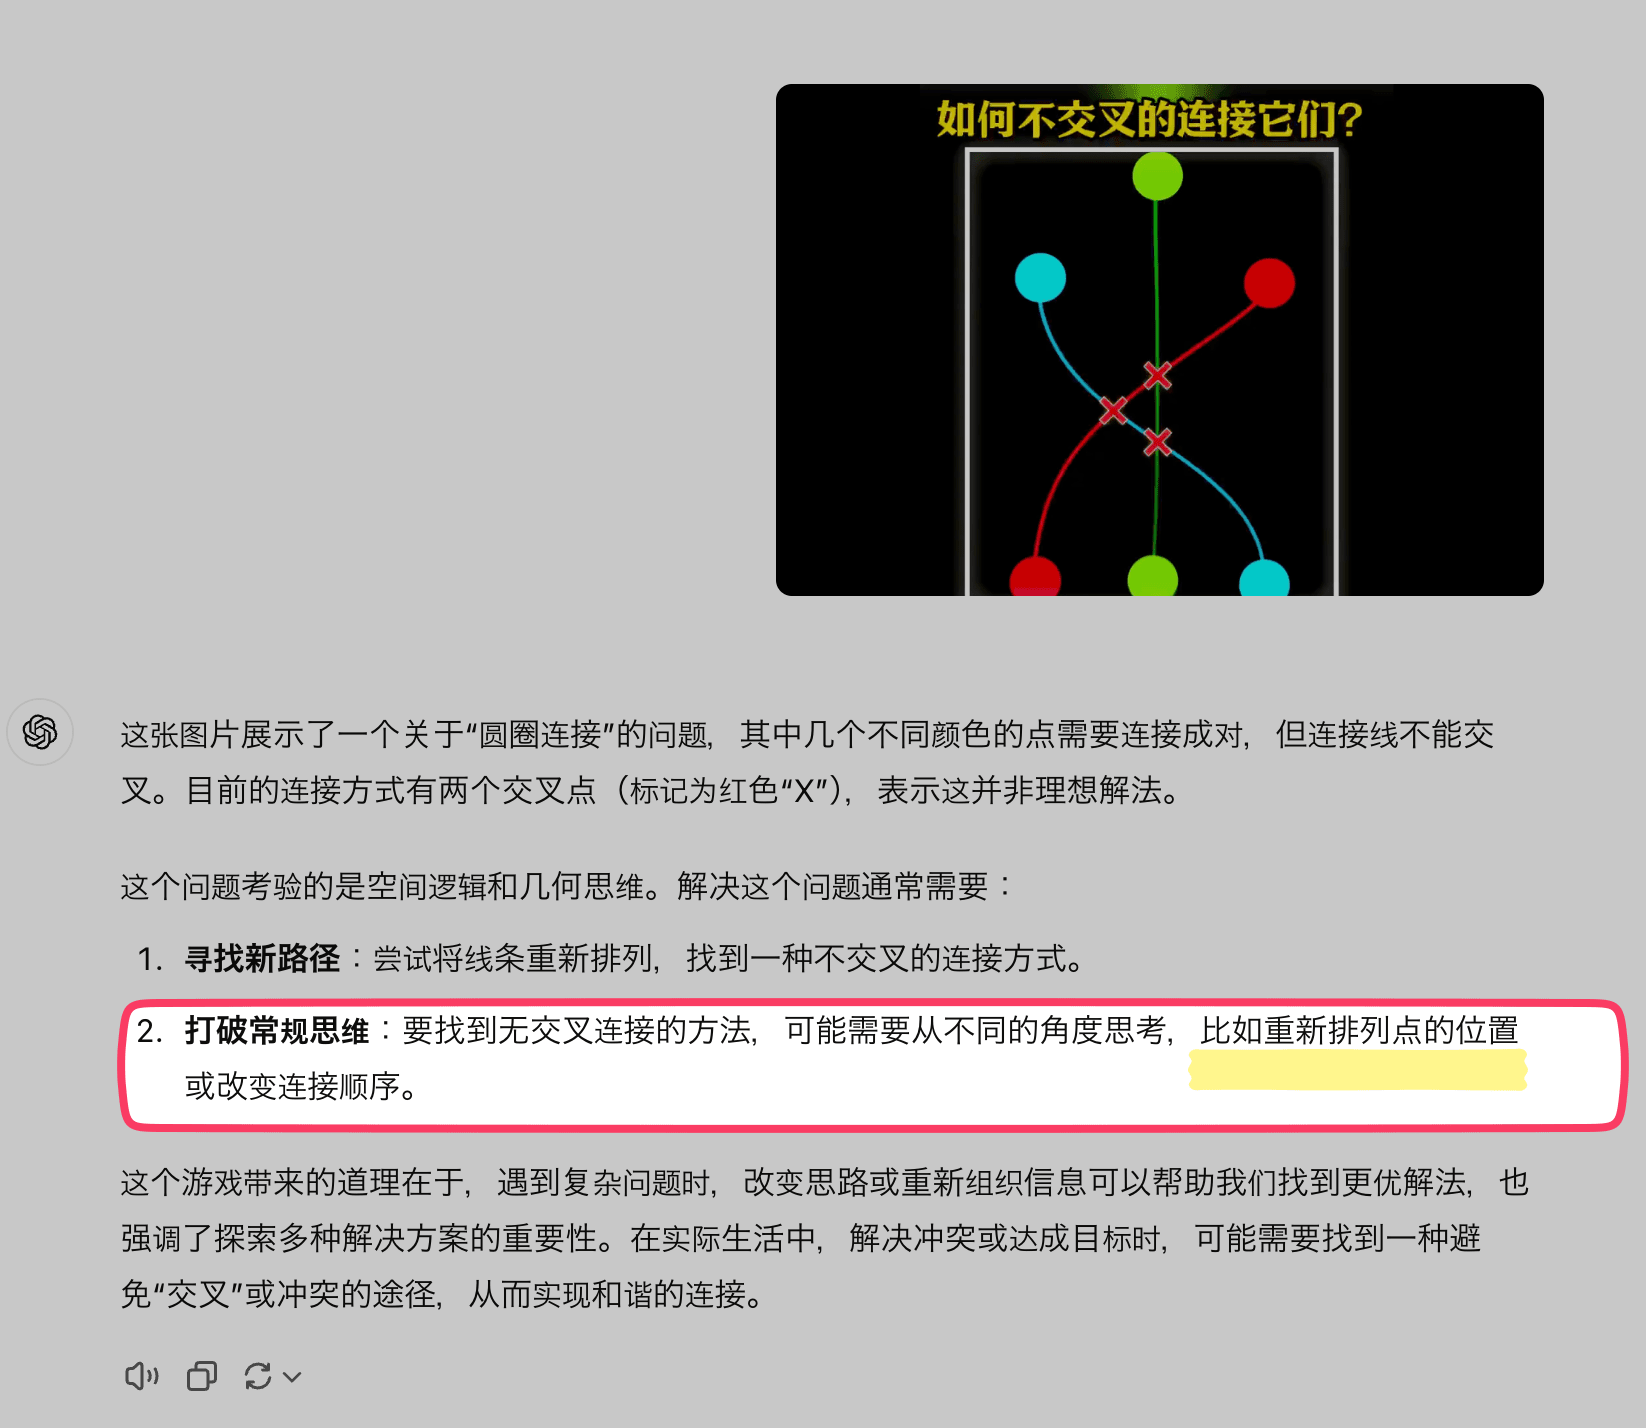 如何不交叉的连接它们？
这张图片展示了一个关于“圆圈连接”的问题，其中几个不同颜色的点需要连接成对，但连接线不能交
叉。目前的连接方式有两个交叉点（标记为红色“X”），表示这并非理想解法。
这个问题考验的是空间逻辑和几何思维。解决这个问题通常需要：
1. 寻找新路径：尝试将线条重新排列，找到一种不交叉的连接方式。
2. 打破常规思维：要找到无交叉连接的方法，可能需要从不同的角度思考，比如重新排列点的位置
或改变连接顺序。
这个游戏带来的道理在于，遇到复杂问题时，改变思路或重新组织信息可以帮助我们找到更优解法，也
强调了探索多种解决方案的重要性。在实际生活中，解决冲突或达成目标时，可能需要找到一种避
免“交叉”或冲突的途径，从而实现和谐的连接。